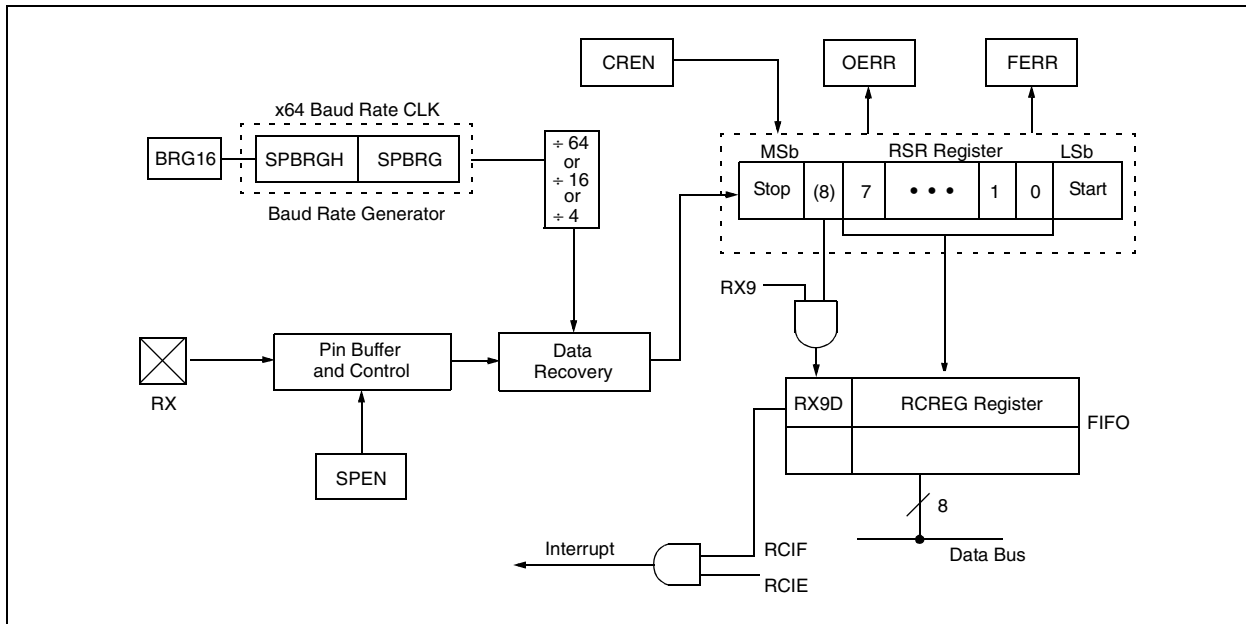 CREN
OERR
FERR
x64 Baud Rate CLK
BRG16
SPBRGH
SPBRG
Baud Rate Generator
÷ 64
or
÷ 16
or
÷ 4
MSb
RSR Register
LSb
Stop
(8)
7
• • •
1
0
Start
RX9
Pin Buffer
and Control
Data
Recovery
RX
SPEN
RX9D
RCREG Register
FIFO
8
Data Bus
Interrupt
RCIF
RCIE